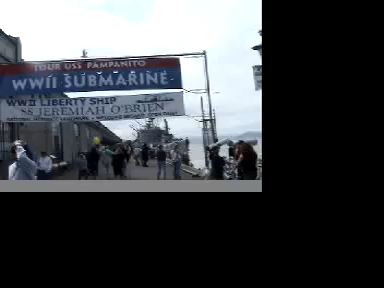 TOUR USS PAMPANITO
WWII SUBMARINE
WWII LIBERTY SHIP
SS JEREMIAH O'BRIEN